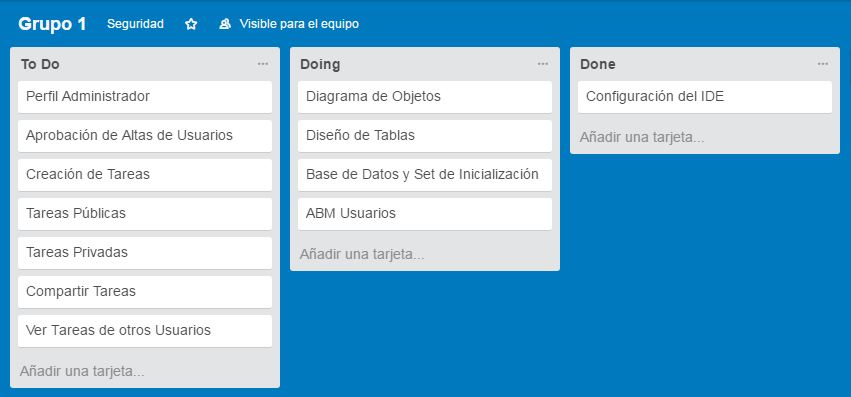 Grupo 1 Seguridad Visible para el equipo
To Do
Perfil Administrador
Aprobación de Altas de Usuarios
Creación de Tareas
Tareas Públicas
Tareas Privadas
Compartir Tareas
Ver Tareas de otros Usuarios
Añadir una tarjeta...
Doing
Diagrama de Objetos
Diseño de Tablas
Base de Datos y Set de Inicialización
ABM Usuarios
Añadir una tarjeta...
Done
Configuración del IDE
Añadir una tarjeta...